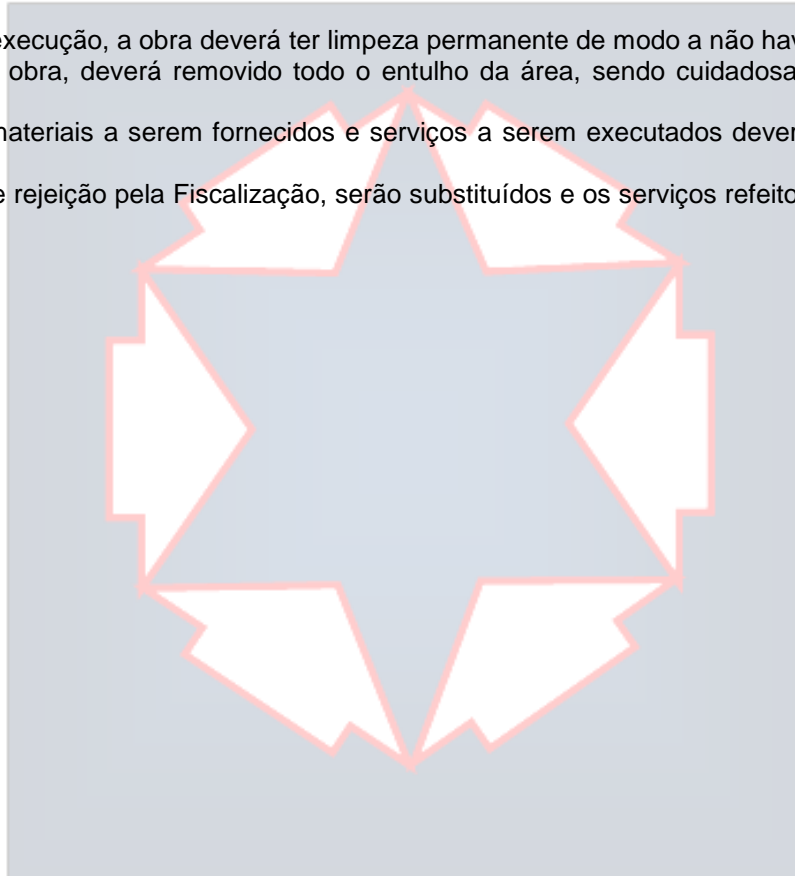 execução, a obra deverá ter limpeza permanente de modo a não hav
obra, deverá removido todo o entulho da área, sendo cuidadosa
materiais a serem fornecidos e serviços a serem executados dever
e rejeição pela Fiscalização, serão substituídos e os serviços refeito